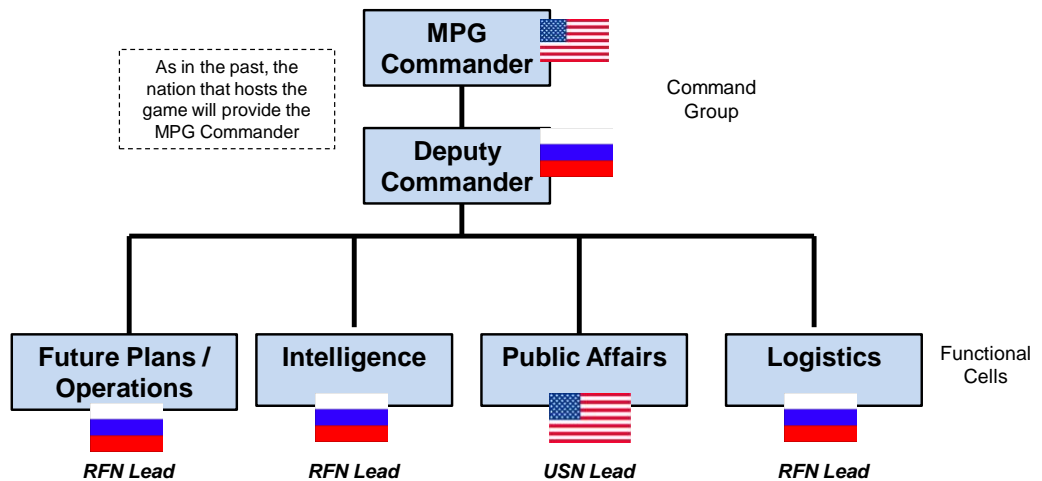 MPG
Commander
As in the past, the
nation that hosts the
game will provide the
MPG Commander
Command
Group
Deputy
Commander
Future Plans /
Operations
Intelligence
Public Affairs
Logistics
Functional
Cells
RFN Lead
RFN Lead
USN Lead
RFN Lead